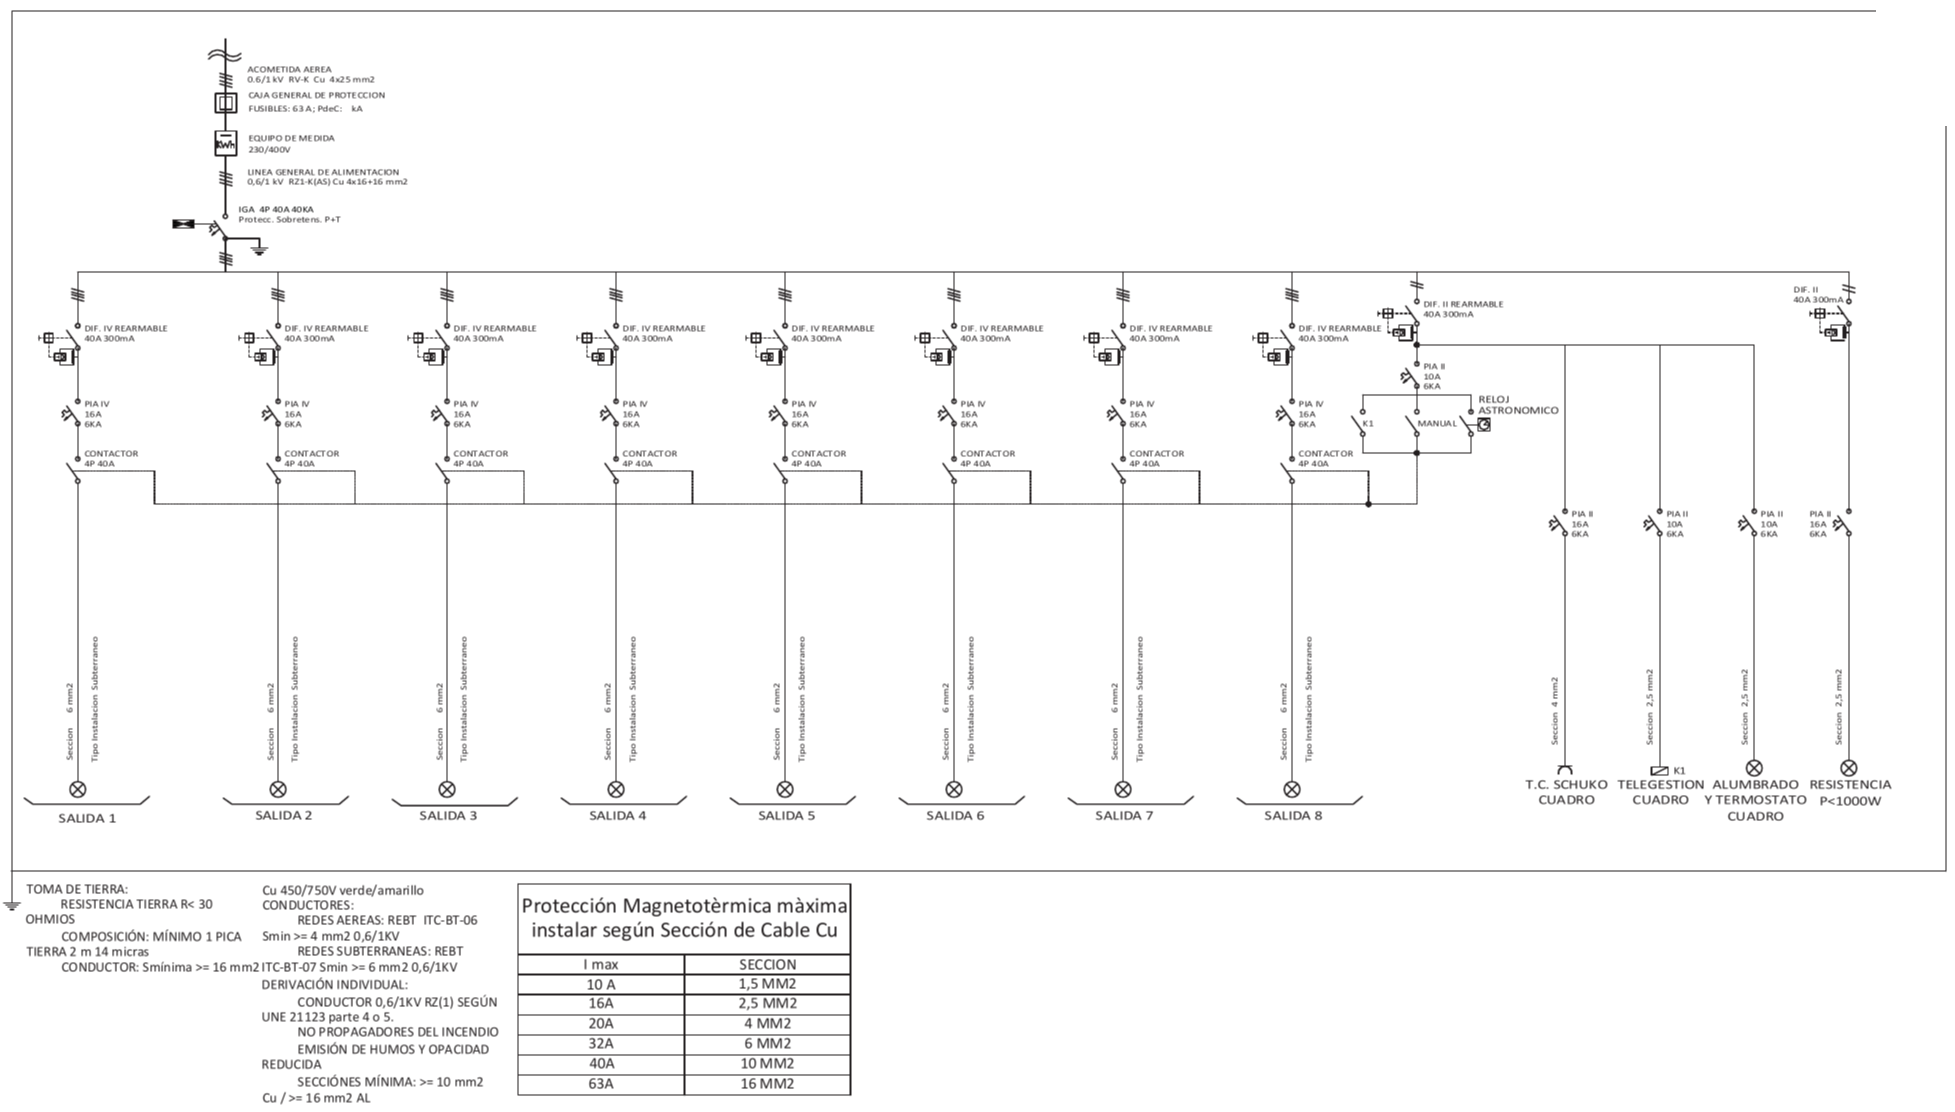 ACOMETIDA AEREA
0.6/1 kV RV-K Cu 4x25 mm2
CAJA GENERAL DE PROTECCION
FUSIBLES: 63 A; PdeC: kA
KWh
EQUIPO DE MEDIDA
230/400V
LINEA GENERAL DE ALIMENTACION
0,6/1 kV RZ1-K(AS) Cu 4x16+16 mm2
IGA 4P 40A 40KA
Protecc. Sobretens. P+T
DIF. IV REARMABLE
40A 300mA
PIA IV
16A
6KA
CONTACTOR
4P 40A
Seccion 6 mm2
Tipo Instalacion Subterraneo
SALIDA 1
DIF. IV REARMABLE
40A 300mA
PIA IV
16A
6KA
CONTACTOR
4P 40A
Seccion 6 mm2
Tipo Instalacion Subterraneo
SALIDA 2
DIF. IV REARMABLE
40A 300mA
PIA IV
16A
6KA
CONTACTOR
4P 40A
Seccion 6 mm2
Tipo Instalacion Subterraneo
SALIDA 3
DIF. IV REARMABLE
40A 300mA
PIA IV
16A
6KA
CONTACTOR
4P 40A
Seccion 6 mm2
Tipo Instalacion Subterraneo
SALIDA 4
DIF. IV REARMABLE
40A 300mA
PIA IV
16A
6KA
CONTACTOR
4P 40A
Seccion 6 mm2
Tipo Instalacion Subterraneo
SALIDA 5
DIF. IV REARMABLE
40A 300mA
PIA IV
16A
6KA
CONTACTOR
4P 40A
Seccion 6 mm2
Tipo Instalacion Subterraneo
SALIDA 6
DIF. IV REARMABLE
40A 300mA
PIA IV
16A
6KA
CONTACTOR
4P 40A
Seccion 6 mm2
Tipo Instalacion Subterraneo
SALIDA 7
DIF. IV REARMABLE
40A 300mA
PIA IV
16A
6KA
CONTACTOR
4P 40A
Seccion 6 mm2
Tipo Instalacion Subterraneo
SALIDA 8
DIF. II REARMABLE
40A 300mA
PIA II
10A
6KA
K1
MANUAL
RELOJ
ASTRONOMICO
PIA II
16A
6KA
Seccion 4 mm2
T.C. SCHUKO
CUADRO
PIA II
10A
6KA
Seccion 2,5 mm2
K1
TELEGESTION
CUADRO
PIA II
10A
6KA
Seccion 2,5 mm2
ALUMBRADO
Y TERMOSTATO
CUADRO
DIF. II
40A 300mA
PIA II
16A
6KA
Seccion 2,5 mm2
RESISTENCIA
P<1000W
TOMA DE TIERRA:
RESISTENCIA TIERRA R< 30
OHMIOS
COMPOSICIÓN: MÍNIMO 1 PICA
TIERRA 2 m 14 micras
CONDUCTOR: Smínima >= 16 mm2
Cu 450/750V verde/amarillo
CONDUCTORES:
REDES AEREAS: REBT ITC-BT-06
Smin >= 4 mm2 0,6/1KV
REDES SUBTERRANEAS: REBT
ITC-BT-07 Smin >= 6 mm2 0,6/1KV
DERIVACIÓN INDIVIDUAL:
CONDUCTOR 0,6/1KV RZ(1) SEGÚN
UNE 21123 parte 4 o 5.
NO PROPAGADORES DEL INCENDIO
EMISIÓN DE HUMOS Y OPACIDAD
REDUCIDA
SECCIÓNES MÍNIMA: >= 10 mm2
Cu / >= 16 mm2 AL
Protección Magnetotèrmica màxima
instalar según Sección de Cable Cu
I max SECCION
10 A 1,5 MM2
16A 2,5 MM2
20A 4 MM2
32A 6 MM2
40A 10 MM2
63A 16 MM2